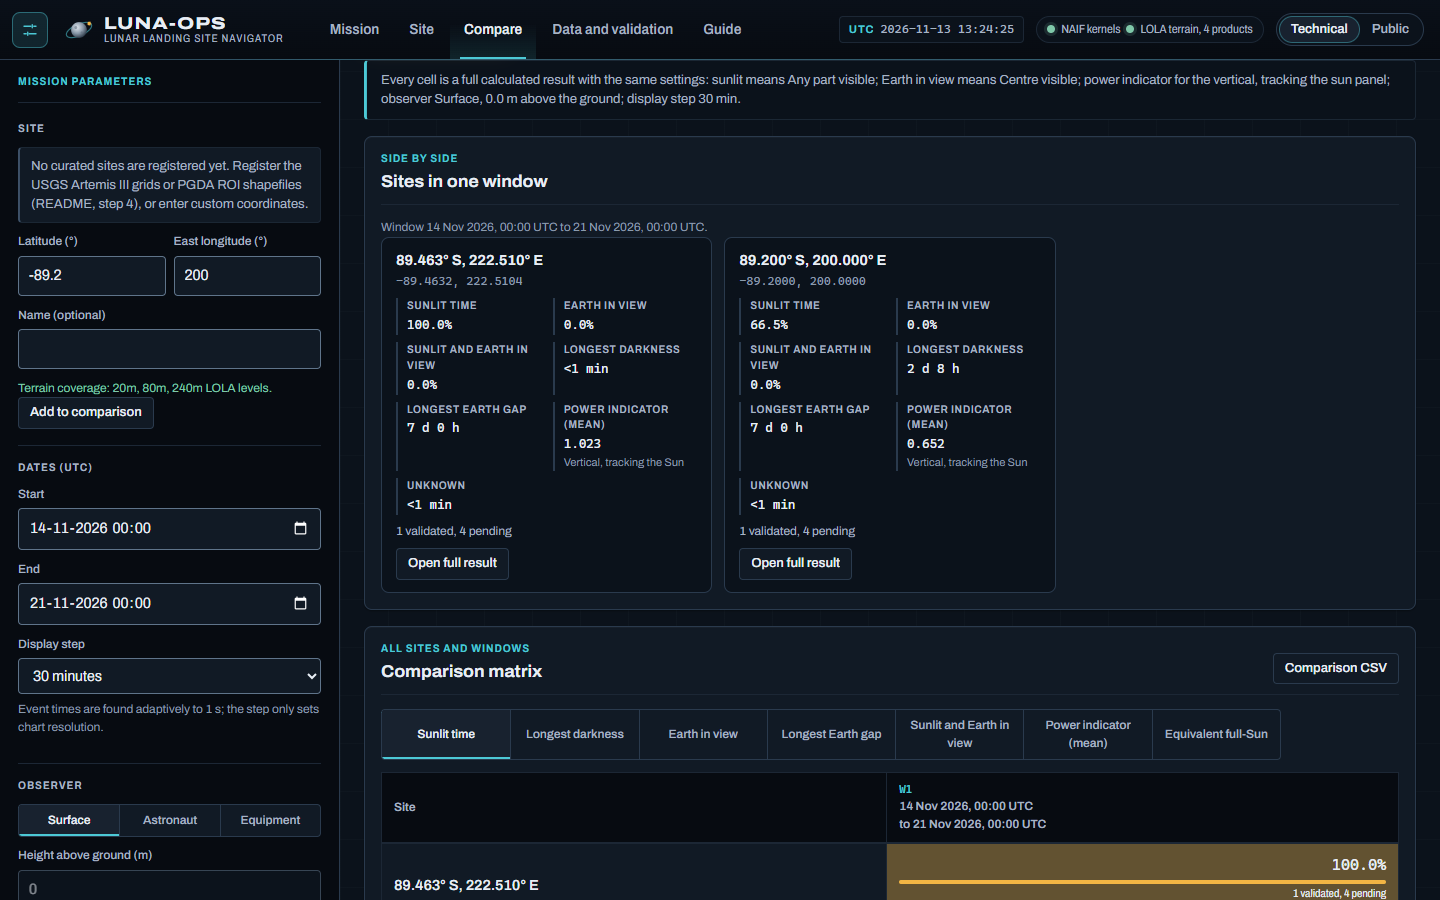 LUNA-OPS
LUNAR LANDING SITE NAVIGATOR
Mission
Site
Compare
Data and validation
Guide
UTC 2026-11-13 13:24:25
NAIF kernels
LOLA terrain, 4 products
Technical
Public
MISSION PARAMETERS
SITE
No curated sites are registered yet. Register the
USGS Artemis III grids or PGDA ROI shapefiles
(README, step 4), or enter custom coordinates.
Latitude (°)
East longitude (°)
-89.2
200
Name (optional)
Terrain coverage: 20m, 80m, 240m LOLA levels.
Add to comparison
DATES (UTC)
Start
14-11-2026 00:00
End
21-11-2026 00:00
Display step
30 minutes
Event times are found adaptively to 1 s; the step only sets
chart resolution.
OBSERVER
Surface
Astronaut
Equipment
Height above ground (m)
0
Every cell is a full calculated result with the same settings: sunlit means Any part visible; Earth in view means Centre visible; power indicator for the vertical, tracking the sun panel;
observer Surface, 0.0 m above the ground; display step 30 min.
SIDE BY SIDE
Sites in one window
Window 14 Nov 2026, 00:00 UTC to 21 Nov 2026, 00:00 UTC.
89.463° S, 222.510° E
−89.4632, 222.5104
SUNLIT TIME
100.0%
EARTH IN VIEW
0.0%
SUNLIT AND EARTH IN
VIEW
0.0%
LONGEST DARKNESS
<1 min
LONGEST EARTH GAP
7 d 0 h
POWER INDICATOR
(MEAN)
1.023
Vertical, tracking the Sun
UNKNOWN
<1 min
1 validated, 4 pending
Open full result
89.200° S, 200.000° E
−89.2000, 200.0000
SUNLIT TIME
66.5%
EARTH IN VIEW
0.0%
SUNLIT AND EARTH IN
VIEW
0.0%
LONGEST DARKNESS
2 d 8 h
LONGEST EARTH GAP
7 d 0 h
POWER INDICATOR
(MEAN)
0.652
Vertical, tracking the Sun
UNKNOWN
<1 min
1 validated, 4 pending
Open full result
ALL SITES AND WINDOWS
Comparison matrix
Comparison CSV
Sunlit time
Longest darkness
Earth in view
Longest Earth gap
Sunlit and Earth in
view
Power indicator
(mean)
Equivalent full-Sun
Site
W1
14 Nov 2026, 00:00 UTC
to 21 Nov 2026, 00:00 UTC
89.463° S, 222.510° E
100.0%
1 validated, 4 pending